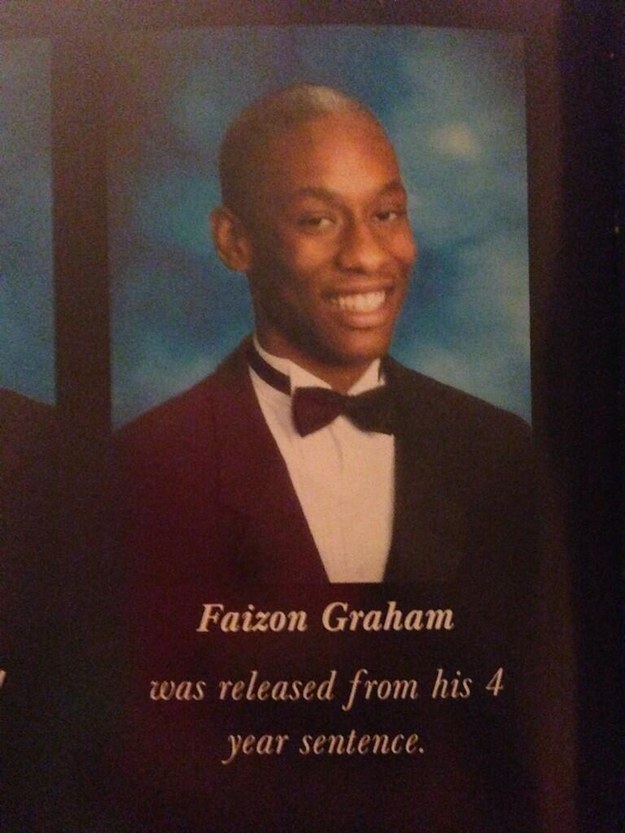 Faizon Graham
was released from his 4
year sentence.